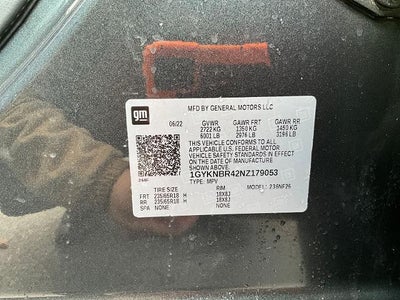 gm
MFD BY GENERAL MOTORS LLC
06/22 GVWR GAWR FRT GAWR RR
2722 KG 1350 KG 1450 KG
6001 LB 2976 LB 3196 LB
THIS VEHICLE CONFORMS TO ALL
APPLICABLE U.S. FEDERAL MOTOR
VEHICLE SAFETY STANDARDS IN EFFECT
ON THE DATE OF MANUFACTURE
SHOWN ABOVE.
1GYKNBR42NZ179053
TYPE: MPV MODEL: 236NF26
TIRE SIZE RIM
FRT 235/65R18 H 18X8J
RR 235/65R18 H 18X8J
SPA NONE NONE